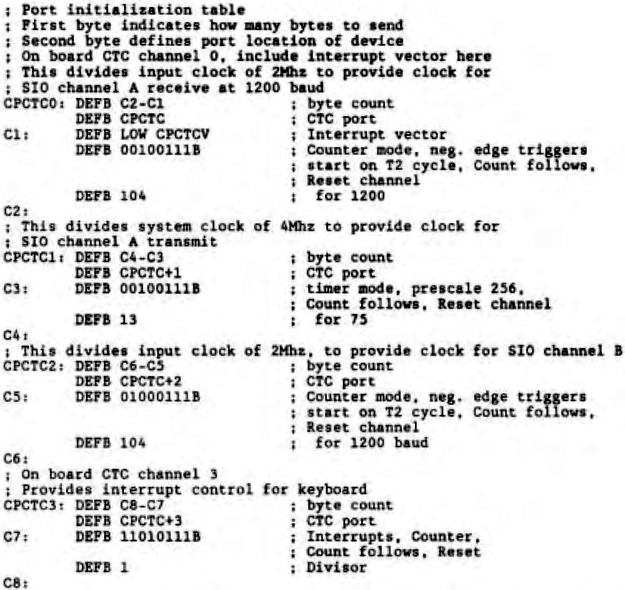 ; Port initialization table
; First byte indicates how many bytes to send
; Second byte defines port location of device
; On board CTC channel 0, include interrupt vector here
; This divides input clock of 2Mhz to provide clock for
; SIO channel A receive at 1200 baud
CPCTC0: DEFB C2-C1 ; byte count
DEFB CPCTC ; CTC port
C1: DEFB LOW CPCTCV ; Interrupt vector
DEFB 00100111B ; Counter mode, neg. edge triggers
; start on T2 cycle, Count follows,
; Reset channel
DEFB 104 ; for 1200
C2:
; This divides system clock of 4Mhz to provide clock for
; SIO channel A transmit
CPCTC1: DEFB C4-C3 ; byte count
DEFB CPCTC+1 ; CTC port
C3: DEFB 00100111B ; timer mode, prescale 256,
; Count follows, Reset channel
DEFB 13 ; for 75
C4:
; This divides input clock of 2Mhz, to provide clock for SIO channel B
CPCTC2: DEFB C6-C5 ; byte count
DEFB CPCTC+2 ; CTC port
C5: DEFB 01000111B ; Counter mode, neg. edge triggers
; start on T2 cycle, Count follows,
; Reset channel
DEFB 104 ; for 1200 baud
C6:
; On board CTC channel 3
; Provides interrupt control for keyboard
CPCTC3: DEFB C8-C7 ; byte count
DEFB CPCTC+3 ; CTC port
C7: DEFB 11010111B ; Interrupts, Counter,
; Count follows, Reset
DEFB 1 ; Divisor
C8: